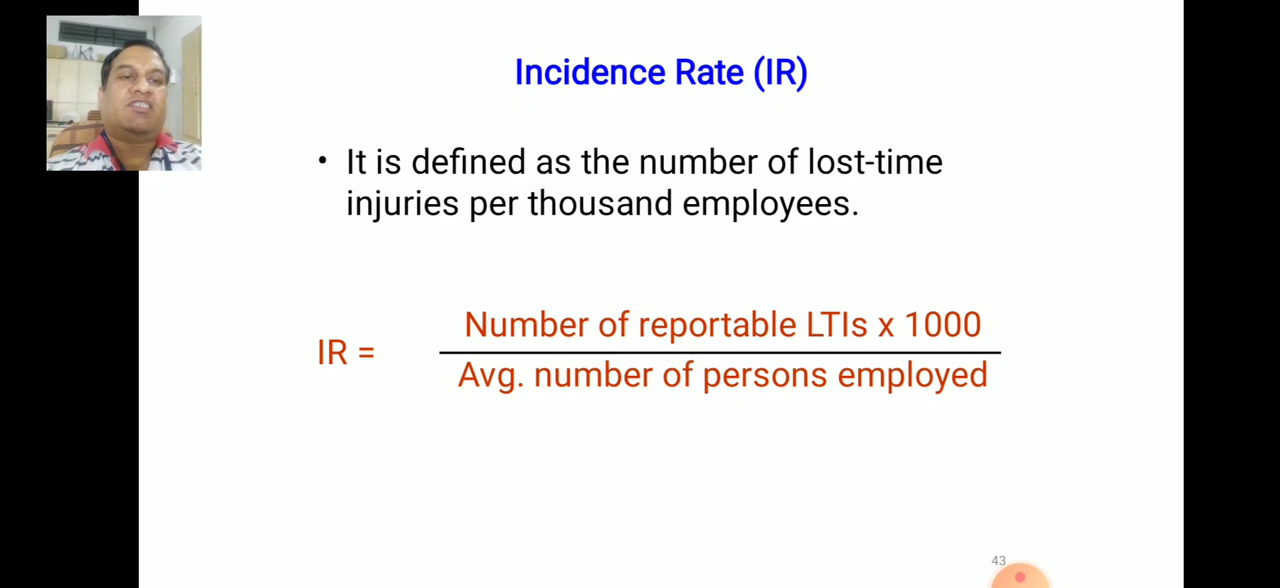 Incidence Rate (IR)
• It is defined as the number of lost-time
injuries per thousand employees.
Number of reportable LTIs x 1000
IR =
Avg. number of persons employed
43